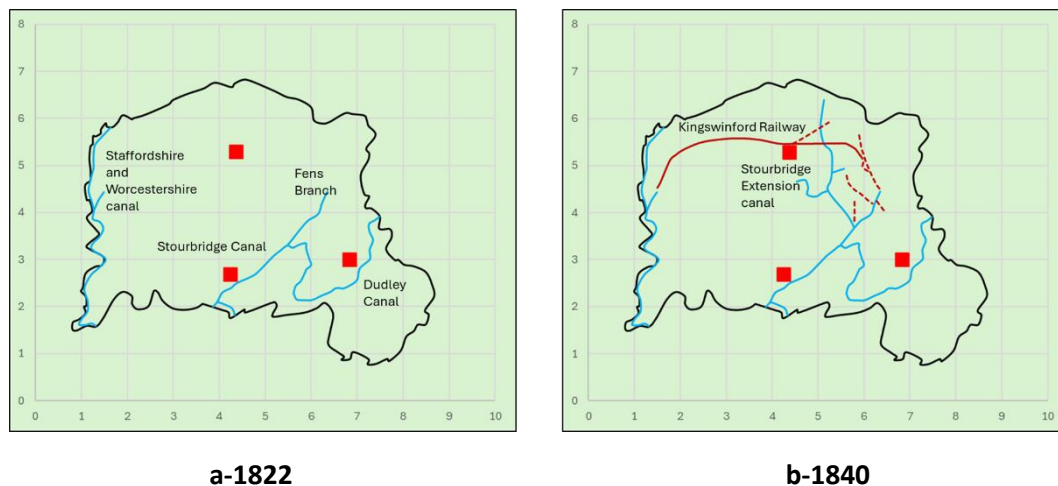 8
7
6
5
4
3
2
1
0
0 1 2 3 4 5 6 7 8 9 10
Staffordshire
and
Worcestershire
canal
Fens
Branch
Stourbridge Canal
Dudley
Canal
8
7
6
5
4
3
2
1
0
0 1 2 3 4 5 6 7 8 9 10
Kingswinford Railway
Stourbridge
Extension
canal
a-1822
b-1840